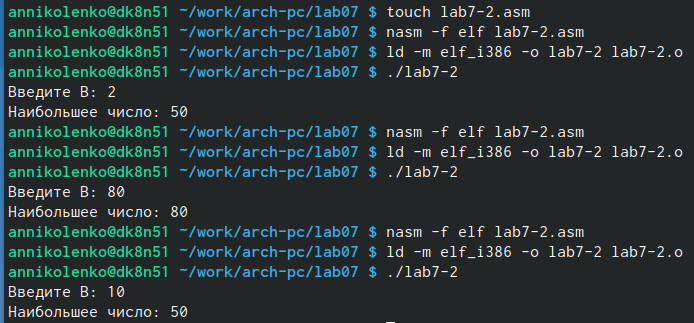 annikolenko@dk8n51 ~/work/arch-pc/lab07 $ touch lab7-2.asm
annikolenko@dk8n51 ~/work/arch-pc/lab07 $ nasm -f elf lab7-2.asm
annikolenko@dk8n51 ~/work/arch-pc/lab07 $ ld -m elf_i386 -o lab7-2 lab7-2.o
annikolenko@dk8n51 ~/work/arch-pc/lab07 $ ./lab7-2
Введите B: 2
Наибольшее число: 50
annikolenko@dk8n51 ~/work/arch-pc/lab07 $ nasm -f elf lab7-2.asm
annikolenko@dk8n51 ~/work/arch-pc/lab07 $ ld -m elf_i386 -o lab7-2 lab7-2.o
annikolenko@dk8n51 ~/work/arch-pc/lab07 $ ./lab7-2
Введите B: 80
Наибольшее число: 80
annikolenko@dk8n51 ~/work/arch-pc/lab07 $ nasm -f elf lab7-2.asm
annikolenko@dk8n51 ~/work/arch-pc/lab07 $ ld -m elf_i386 -o lab7-2 lab7-2.o
annikolenko@dk8n51 ~/work/arch-pc/lab07 $ ./lab7-2
Введите B: 10
Наибольшее число: 50